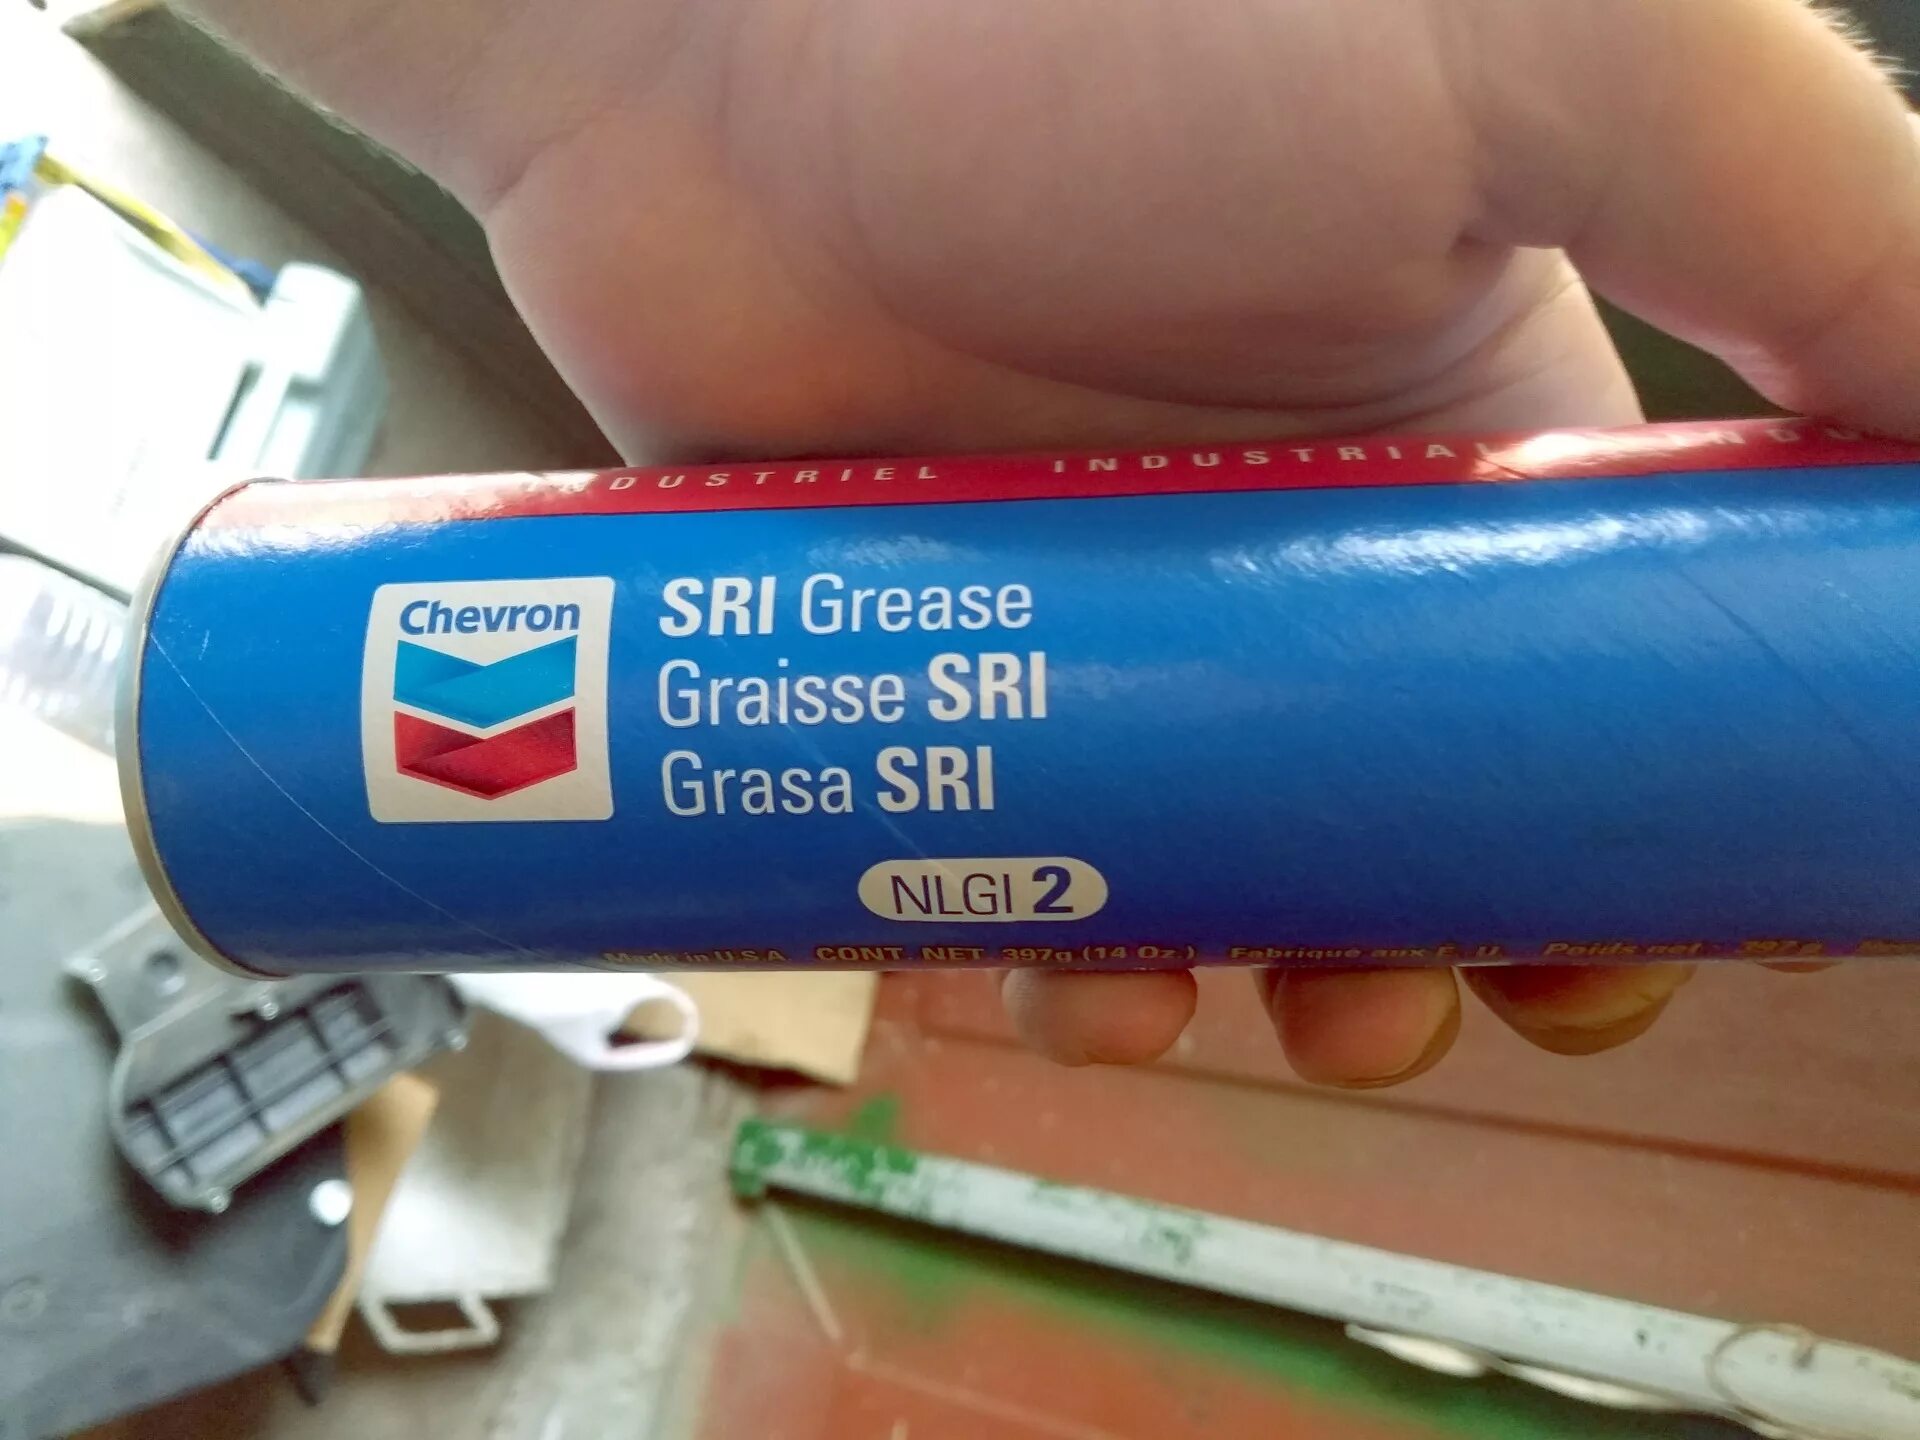 INDUSTRIEL INDUSTRIAL INDU
Chevron
SRI Grease
Graisse SRI
Grasa SRI
NLGI 2
Made in U.S.A. CONT. NET. 397g (14 Oz.) Fabriqué aux É.-U. Poids net : 397 g